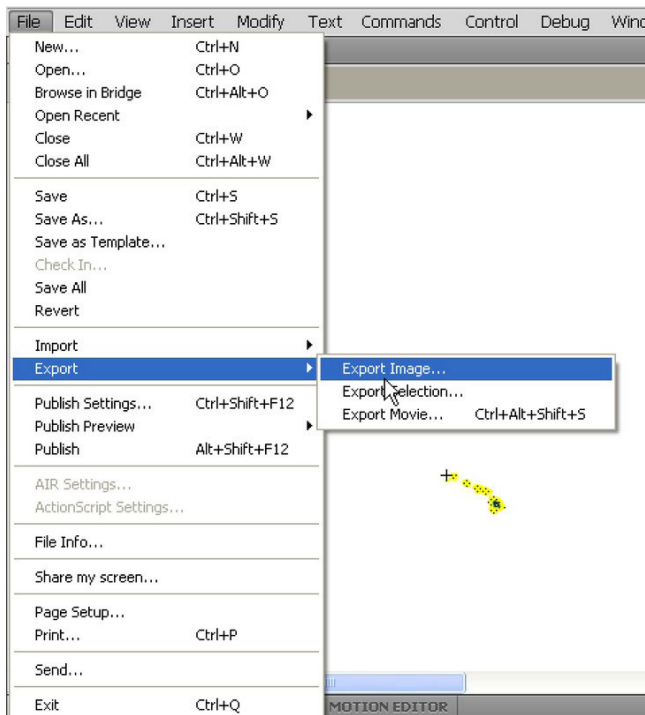 File Edit View Insert Modify Text Commands Control Debug
New... Ctrl+N
Open... Ctrl+O
Browse in Bridge Ctrl+Alt+O
Open Recent
Close Ctrl+W
Close All Ctrl+Alt+W
Save Ctrl+S
Save As... Ctrl+Shift+S
Save as Template...
Check In...
Save All
Revert
Import
Export
Export Image...
Export Selection...
Export Movie... Ctrl+Alt+Shift+S
Publish Settings... Ctrl+Shift+F12
Publish Preview
Publish Alt+Shift+F12
AIR Settings...
ActionScript Settings...
File Info...
Share my screen...
Page Setup...
Print... Ctrl+P
Send...
Exit Ctrl+Q
MOTION EDITOR